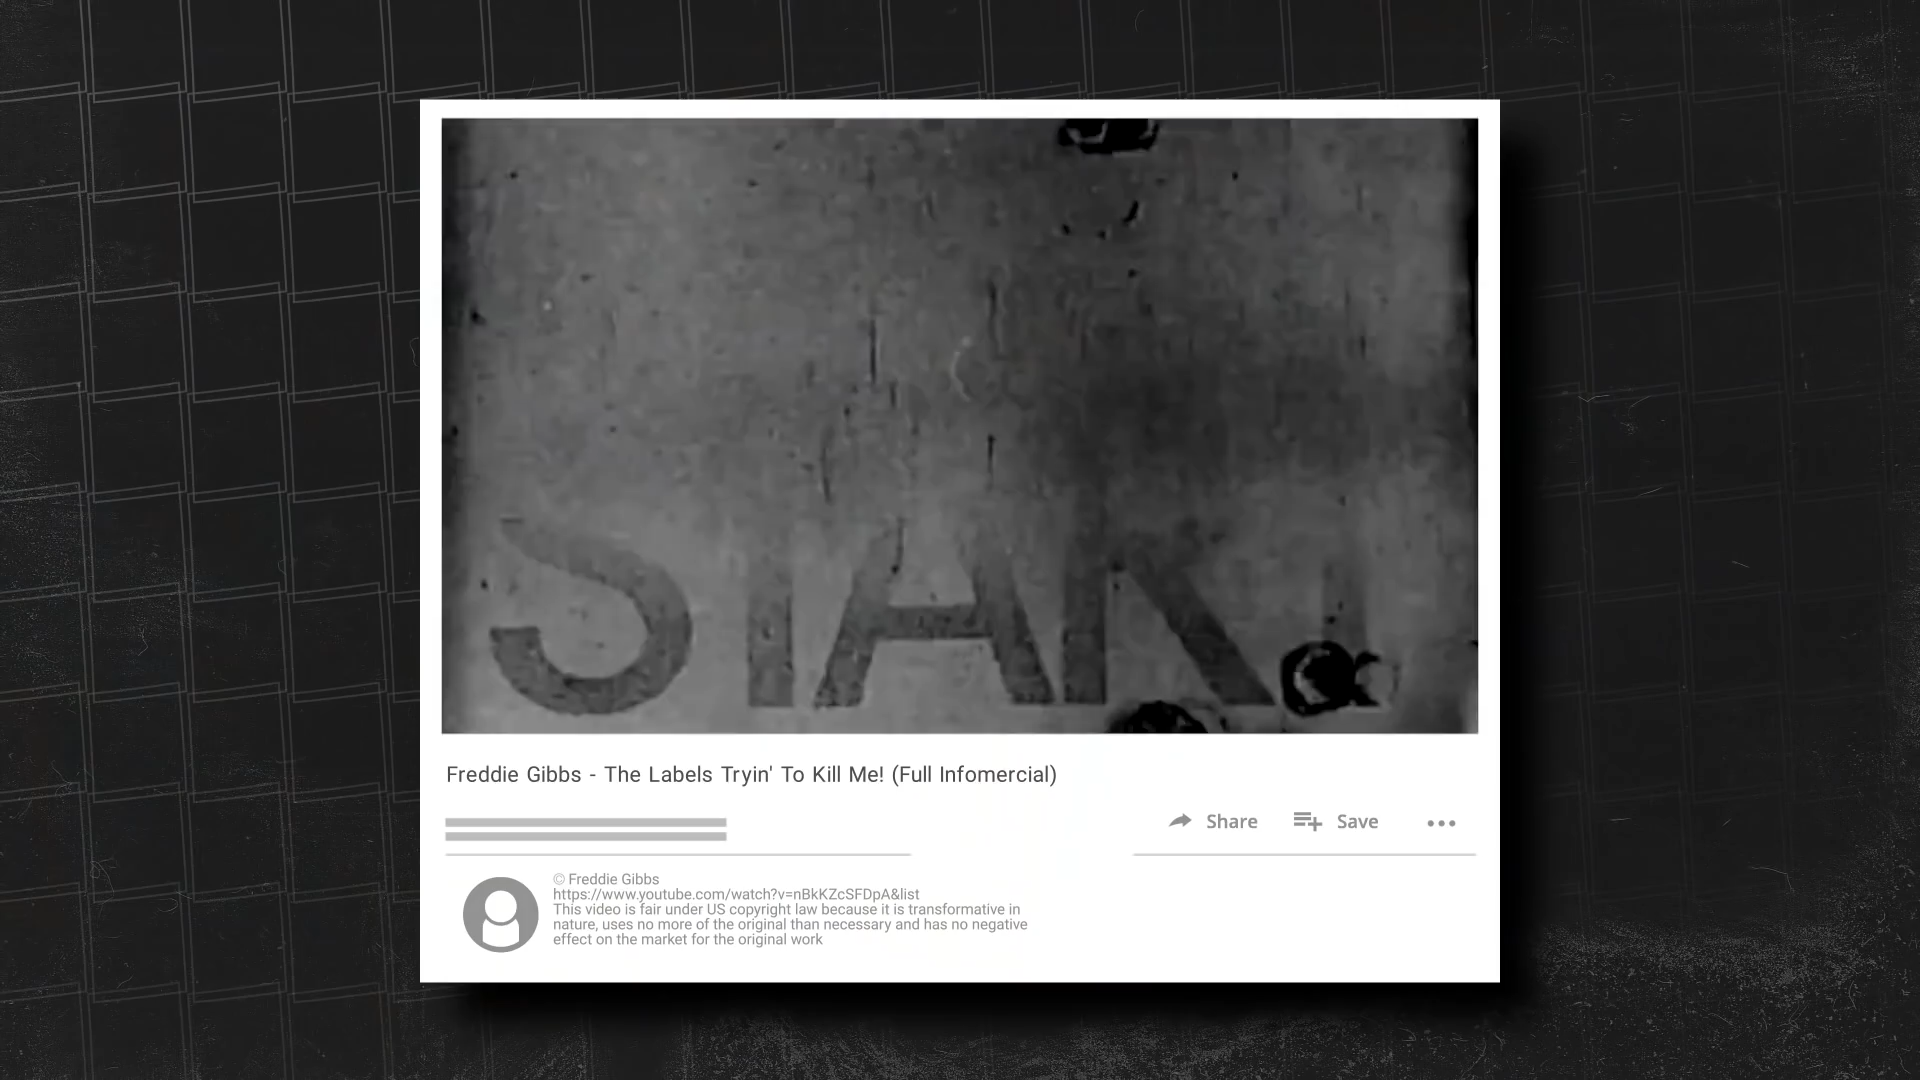 START
Freddie Gibbs - The Labels Tryin' To Kill Me! (Full Infomercial)
Share
Save
© Freddie Gibbs
https://www.youtube.com/watch?v=nBkKZcSFDpA&list
This video is fair under US copyright law because it is transformative in
nature, uses no more of the original than necessary and has no negative
effect on the market for the original work